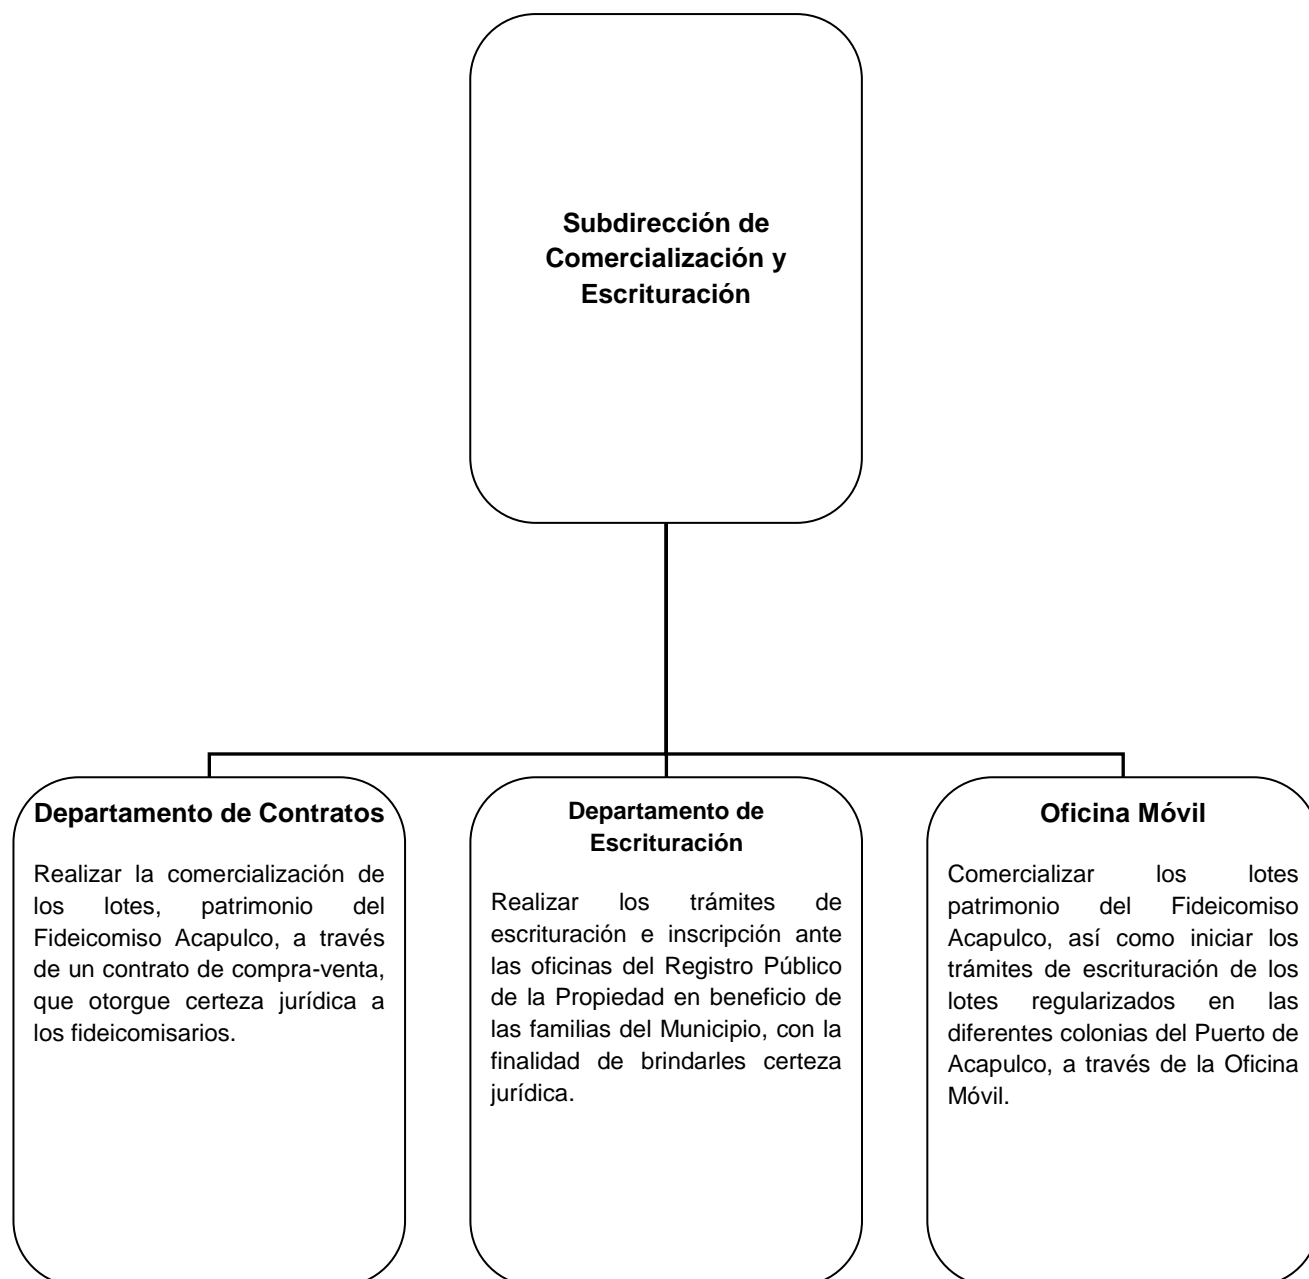 Subdirección de
Comercialización y
Escrituración
Departamento de Contratos
Realizar la comercialización de
los lotes, patrimonio del
Fideicomiso Acapulco, a través
de un contrato de compra-venta,
que otorgue certeza jurídica a
los fideicomisarios.
Departamento de
Escrituración
Realizar los trámites de
escrituración e inscripción ante
las oficinas del Registro Público
de la Propiedad en beneficio de
las familias del Municipio, con la
finalidad de brindarles certeza
jurídica.
Oficina Móvil
Comercializar los lotes
patrimonio del Fideicomiso
Acapulco, así como iniciar los
trámites de escrituración de los
lotes regularizados en las
diferentes colonias del Puerto de
Acapulco, a través de la Oficina
Móvil.